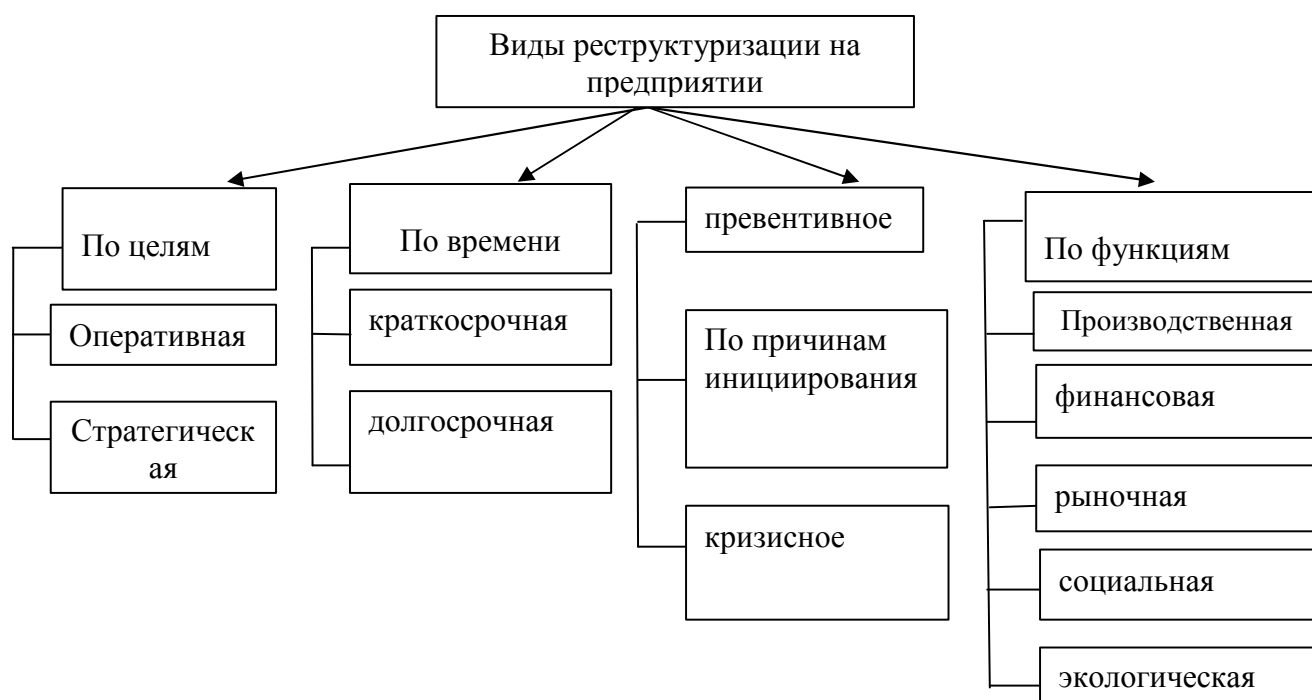 Виды реструктуризации на
предприятии
По целям
Оперативная
Стратегическ
ая
По времени
краткосрочная
долгосрочная
превентивное
По причинам
инициирования
кризисное
По функциям
Производственная
финансовая
рыночная
социальная
экологическая